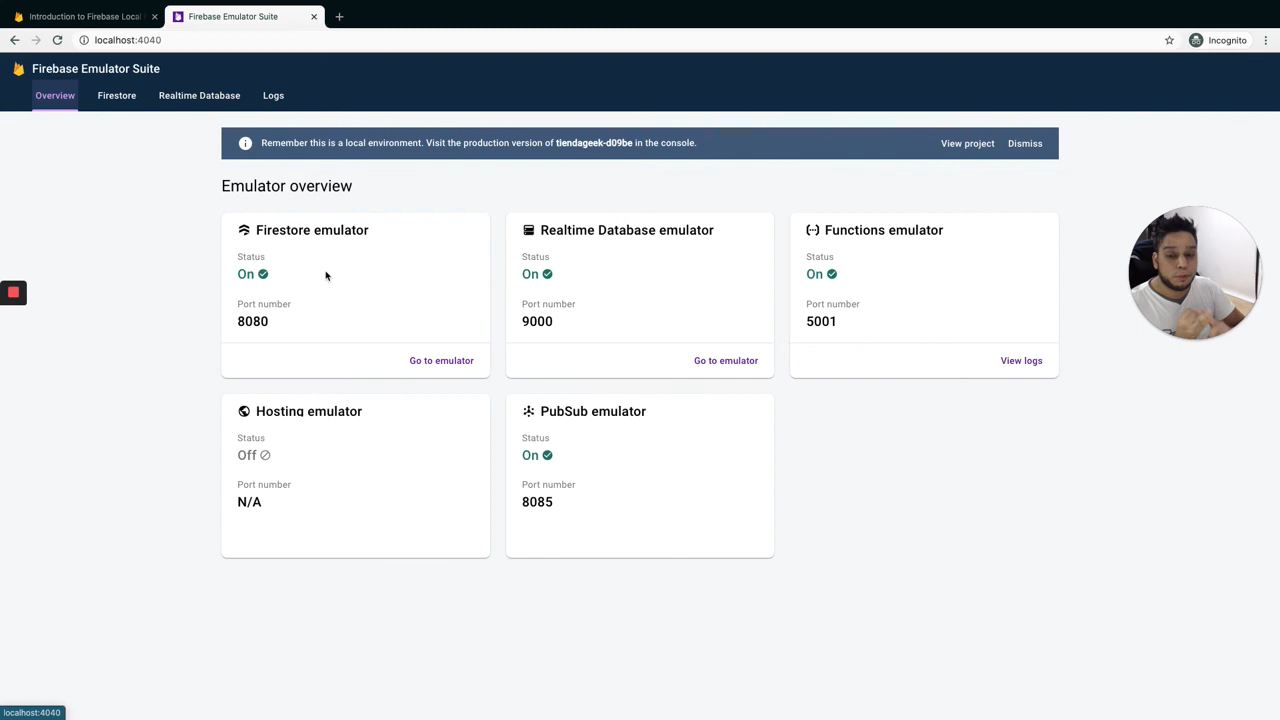 Introduction to Firebase Local
Firebase Emulator Suite
localhost:4040
Incognito
Firebase Emulator Suite
Overview
Firestore
Realtime Database
Logs
Remember this is a local environment. Visit the production version of tiendageek-d09be in the console.
View project
Dismiss
Emulator overview
Firestore emulator
Status
On
Port number
8080
Go to emulator
Realtime Database emulator
Status
On
Port number
9000
Go to emulator
Functions emulator
Status
On
Port number
5001
View logs
Hosting emulator
Status
Off
Port number
N/A
PubSub emulator
Status
On
Port number
8085
localhost:4040